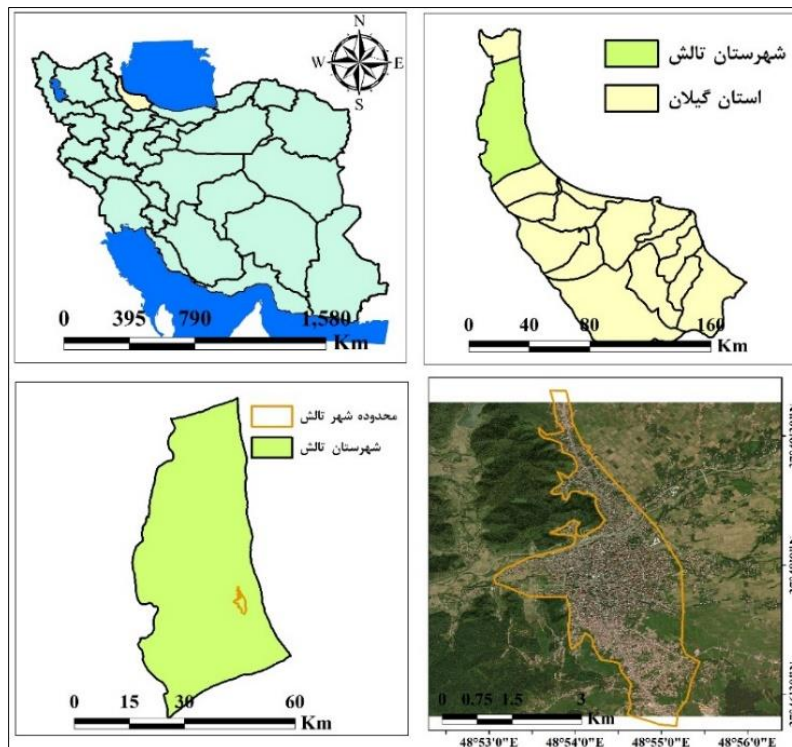 N
W E
S
0 395 790 1,580
Km
شهرستان تالش
استان گیلان
0 40 80 160
Km
محدوده شهر تالش
شهرستان تالش
0 15 30 60
Km
0 0.75 1.5 3
Km
48°53'0"E 48°54'0"E 48°55'0"E 48°56'0"E